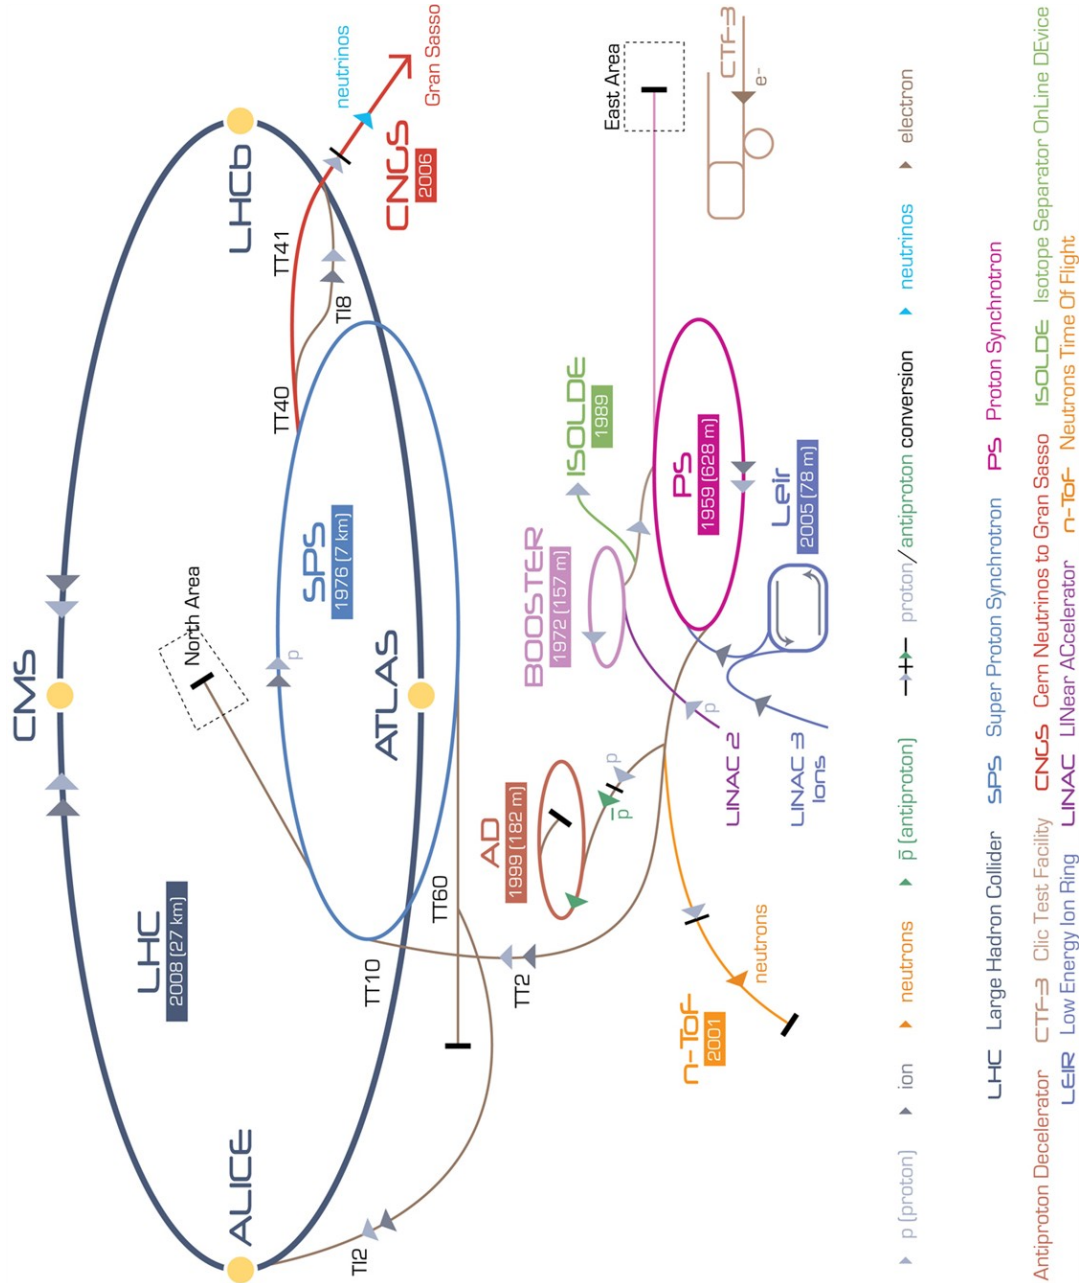 CMS
LHC
2008 (27 km)
North Area
ALICE
LHCb
TT41
neutrinos
SPS
1976 (7 km)
p
TT40
TI8
CNGS
2006
Gran Sasso
ATLAS
TT10
TT60
TI2
AD
1999 (182 m)
TT2
BOOSTER
1972 (157 m)
ISOLDE
1989
East Area
p
p̄
p
LINAC 2
PS
1959 (628 m)
CTF-3
e-
n-ToF
2001
neutrons
LINAC 3
Ions
Leir
2005 (78 m)
p (proton)
ion
neutrons
p̄ (antiproton)
proton/antiproton conversion
neutrinos
electron
LHC Large Hadron Collider
SPS Super Proton Synchrotron
PS Proton Synchrotron
Antiproton Decelerator
CTF-3 Clic Test Facility
CNGS Cern Neutrinos to Gran Sasso
ISOLDE Isotope Separator OnLine DEvice
LEIR Low Energy Ion Ring
LINAC LINear ACcelerator
n-ToF Neutrons Time Of Flight